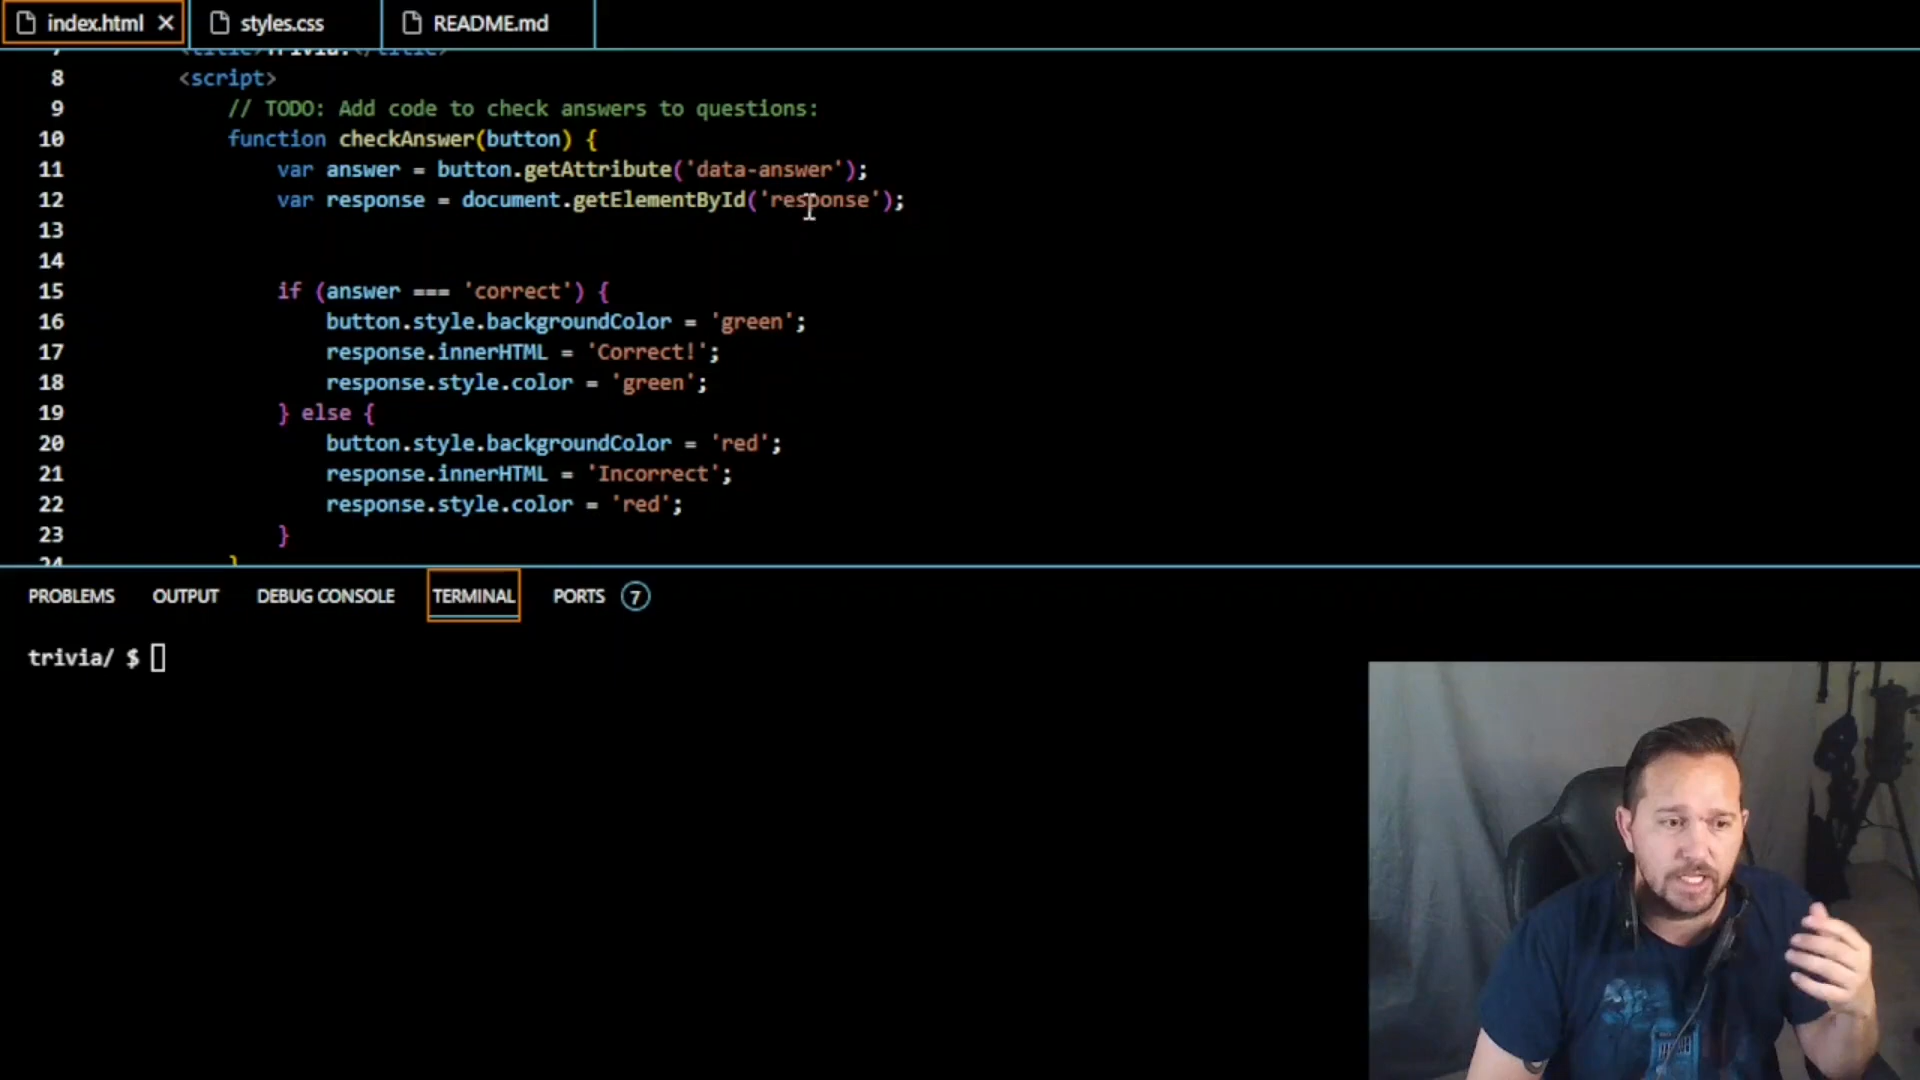 index.html × styles.css README.md
<title>Trivia!</title>
8 <script>
9 // TODO: Add code to check answers to questions:
10 function checkAnswer(button) {
11 var answer = button.getAttribute('data-answer');
12 var response = document.getElementById('response');
13
14
15 if (answer === 'correct') {
16 button.style.backgroundColor = 'green';
17 response.innerHTML = 'Correct!';
18 response.style.color = 'green';
19 } else {
20 button.style.backgroundColor = 'red';
21 response.innerHTML = 'Incorrect';
22 response.style.color = 'red';
23 }
24 }
PROBLEMS OUTPUT DEBUG CONSOLE TERMINAL PORTS 7
trivia/ $